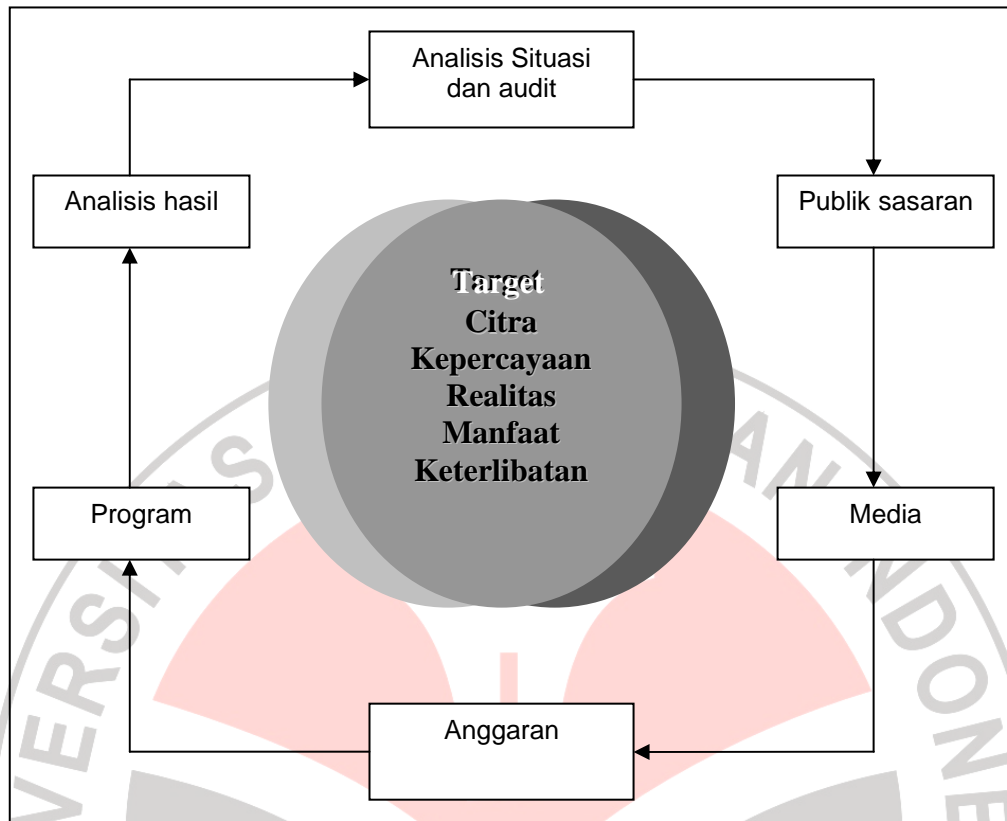 Analisis Situasi
dan audit
Analisis hasil
Publik sasaran
Target
Citra
Kepercayaan
Realitas
Manfaat
Keterlibatan
Program
Media
Anggaran